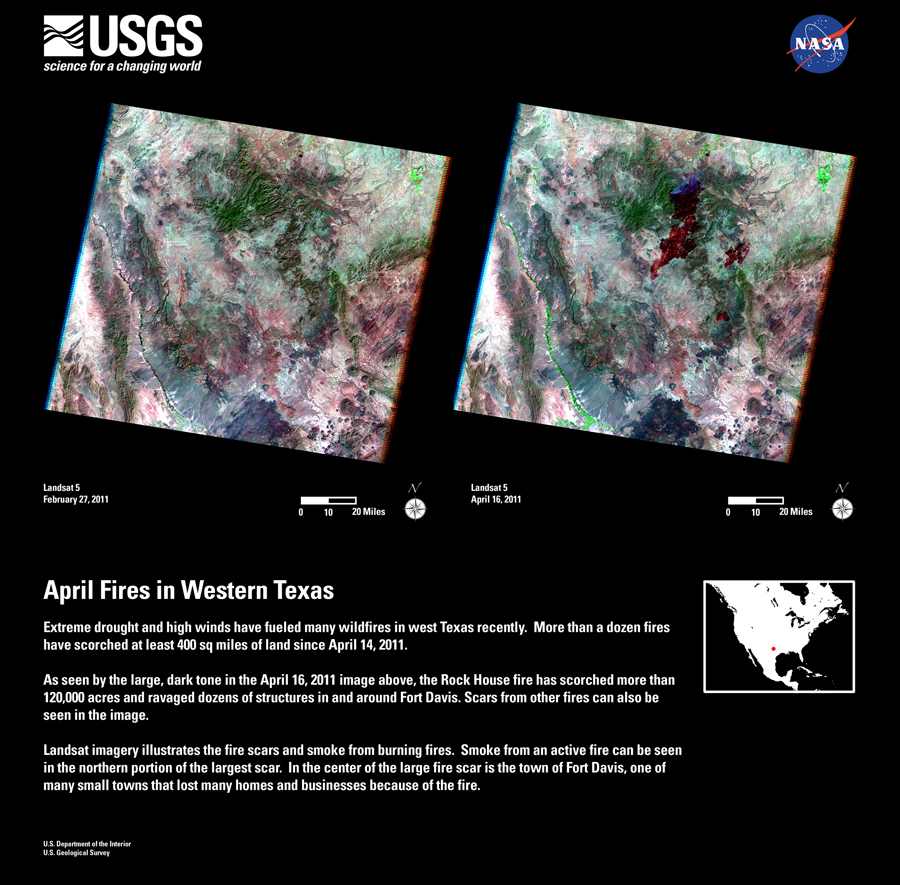 USGS
science for a changing world
NASA
Landsat 5
February 27, 2011
N
0 10 20 Miles
Landsat 5
April 16, 2011
N
0 10 20 Miles
April Fires in Western Texas
Extreme drought and high winds have fueled many wildfires in west Texas recently.  More than a dozen fires
have scorched at least 400 sq miles of land since April 14, 2011.
As seen by the large, dark tone in the April 16, 2011 image above, the Rock House fire has scorched more than
120,000 acres and ravaged dozens of structures in and around Fort Davis. Scars from other fires can also be
seen in the image.
Landsat imagery illustrates the fire scars and smoke from burning fires.  Smoke from an active fire can be seen
in the northern portion of the largest scar.  In the center of the large fire scar is the town of Fort Davis, one of
many small towns that lost many homes and businesses because of the fire.
U.S. Department of the Interior
U.S. Geological Survey